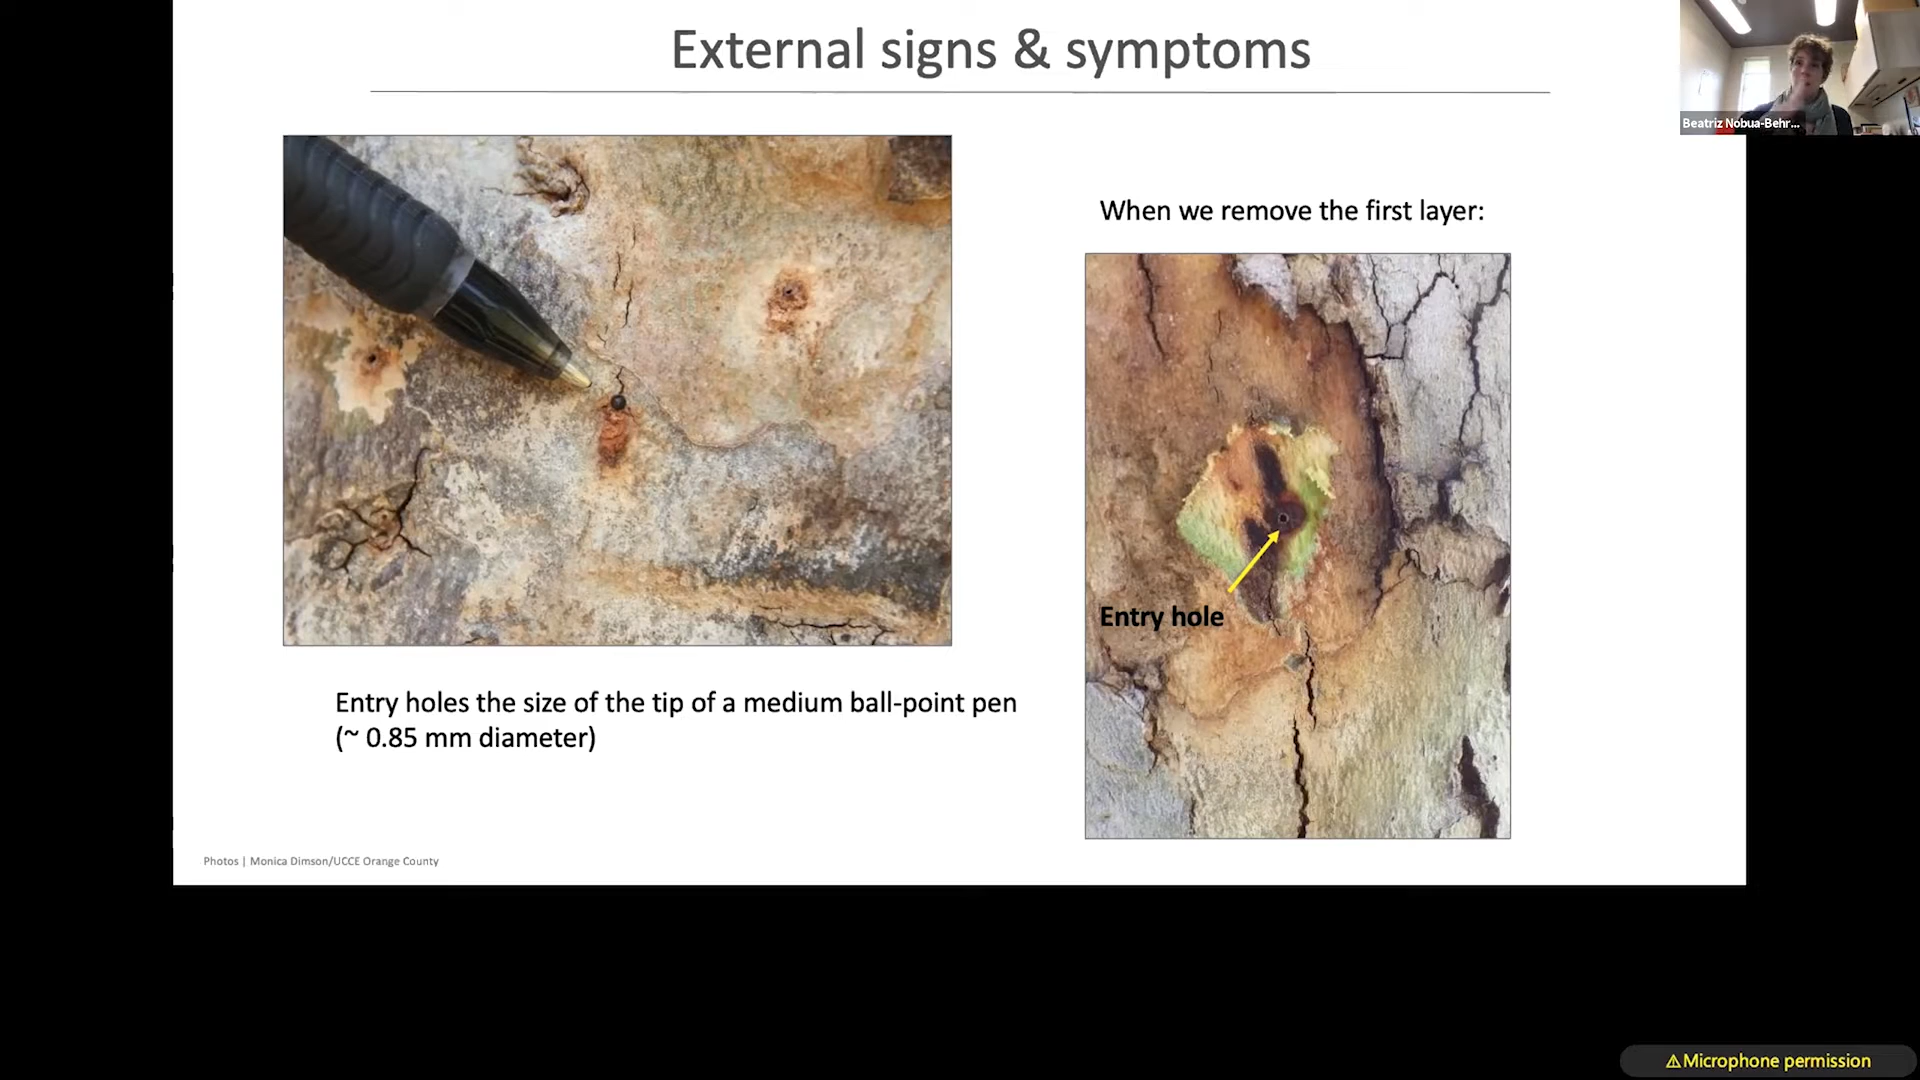 External signs & symptoms
Beatriz Nobua-Behr...
When we remove the first layer:
Entry hole
Entry holes the size of the tip of a medium ball-point pen
(~ 0.85 mm diameter)
Photos | Monica Dimson/UCCE Orange County
⚠Microphone permission